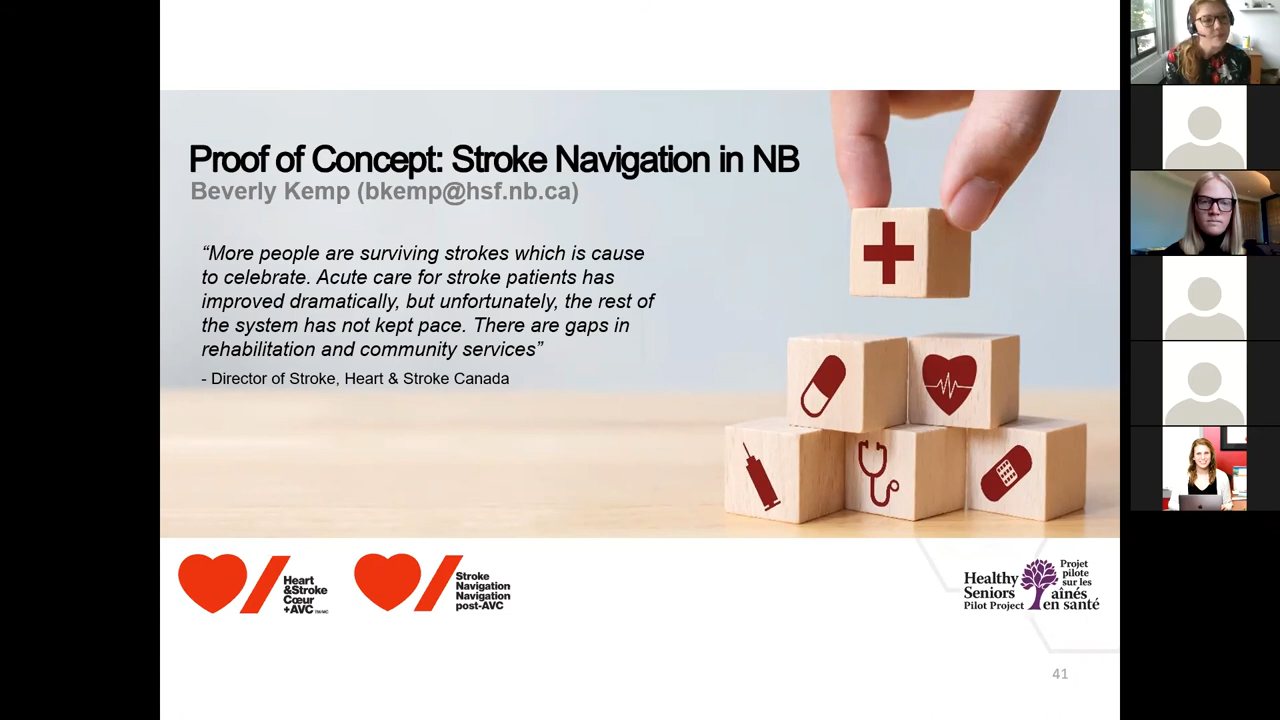 Proof of Concept: Stroke Navigation in NB
Beverly Kemp (bkemp@hsf.nb.ca)
“More people are surviving strokes which is cause
to celebrate. Acute care for stroke patients has
improved dramatically, but unfortunately, the rest of
the system has not kept pace. There are gaps in
rehabilitation and community services”
- Director of Stroke, Heart & Stroke Canada
Heart
&Stroke
Cœur
+AVC TM/MC
Stroke
Navigation
Navigation
post-AVC
Healthy
Seniors
Pilot Project
Projet
pilote
sur les
aînés
en santé
41